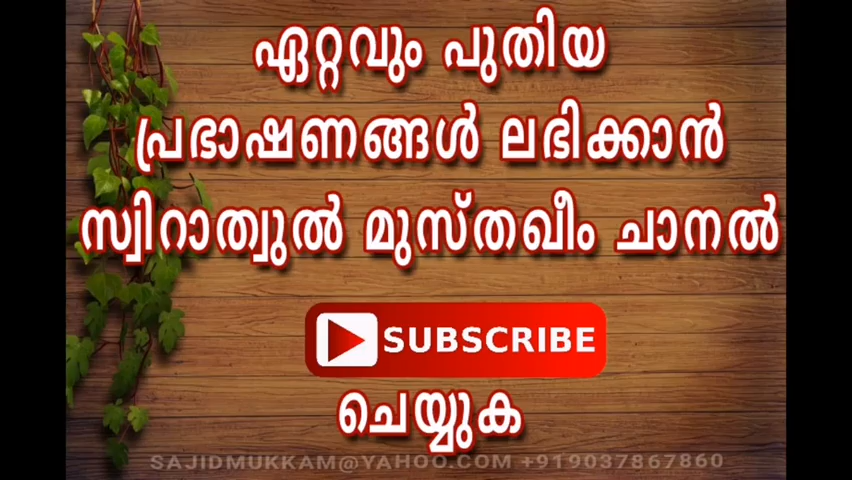 ഏറ്റവും പുതിയ
പ്രഭാഷണങ്ങൾ ലഭിക്കാൻ
സ്വിറാത്വുൽ മുസ്തഖീം ചാനൽ
SUBSCRIBE
ചെയ്യുക
SAJIDMUKKAM@YAHOO.COM +919037867860